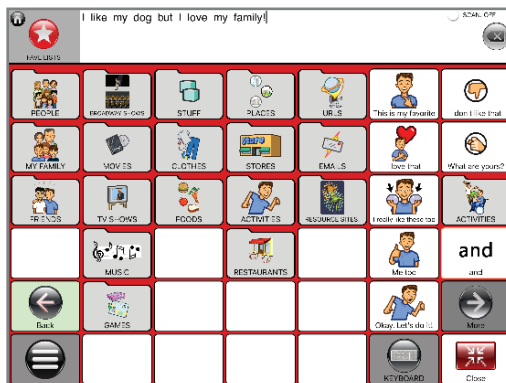 I like my dog but I love my family!
SCAN: OFF
FAVE LISTS
PEOPLE
BROADWAY SHOWS
STUFF
PLACES
URLS
This is my favorite
don t like that
MY FAMILY
MOVIES
CLOTHES
Store
STORES
EMAILS
love that
What are yours?
FRIENDS
TV SHOWS
FOODS
ACTIVITIES
RESOURCE SITES
I really like these too
ACTIVITIES
MUSIC
RESTAURANTS
Me too
and
and
Back
GAMES
Okay. Let's do it!
More
KEYBOARD
Close